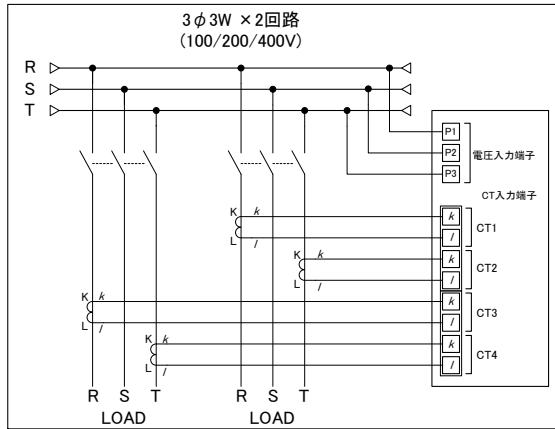 3φ3W ×2回路
(100/200/400V)
R
S
T
P1
P2 電圧入力端子
P3
CT入力端子
K k k
L l l CT1
K k k
L l l CT2
K k k
L l l CT3
K k k
L l l CT4
R S T R S T
LOAD LOAD